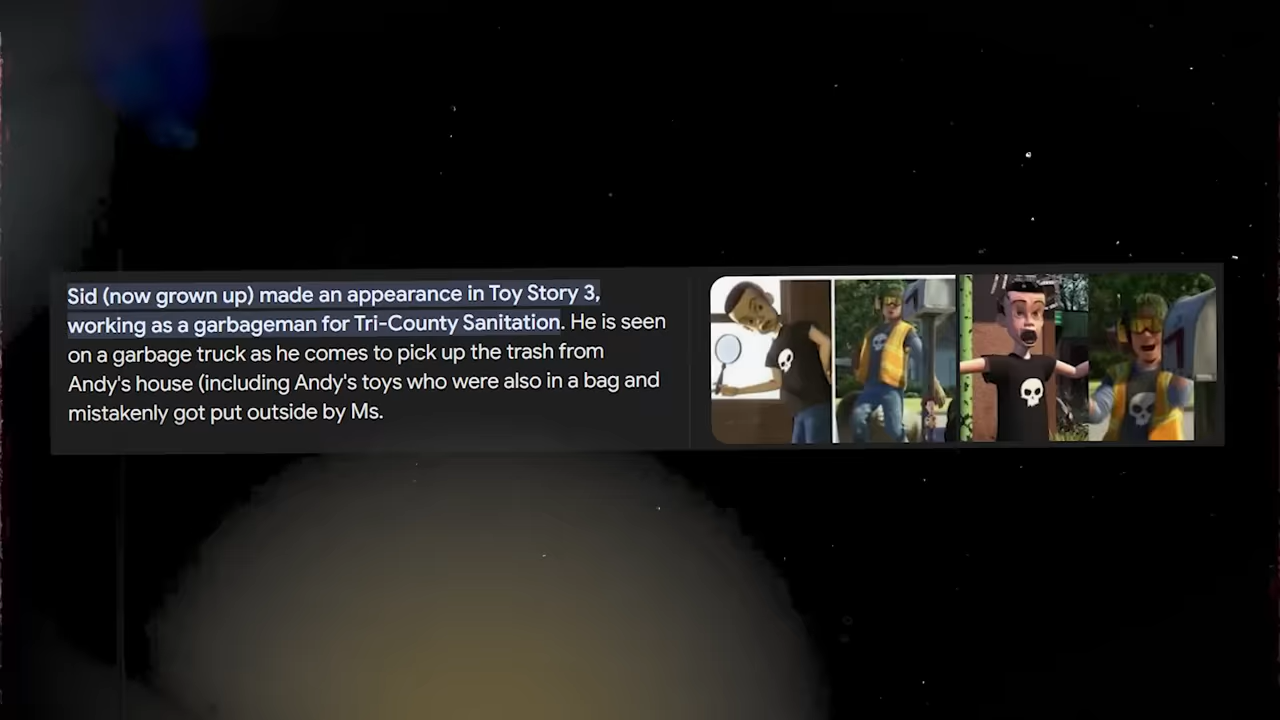 Sid (now grown up) made an appearance in Toy Story 3,
working as a garbageman for Tri-County Sanitation. He is seen
on a garbage truck as he comes to pick up the trash from
Andy's house (including Andy's toys who were also in a bag and
mistakenly got put outside by Ms.